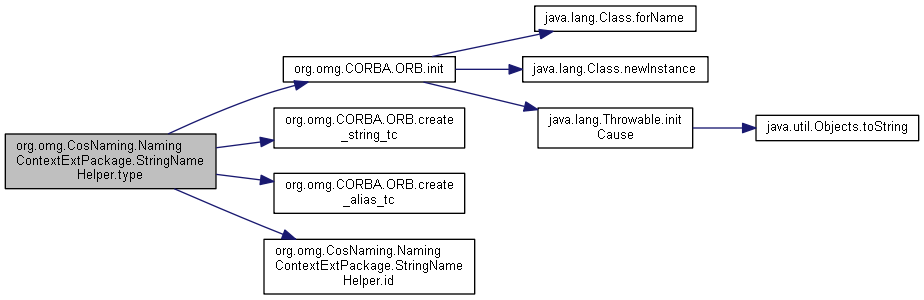 org.omg.CosNaming.Naming
ContextExtPackage.StringName
Helper.type
org.omg.CORBA.ORB.init
java.lang.Class.forName
java.lang.Class.newInstance
java.lang.Throwable.init
Cause
java.util.Objects.toString
org.omg.CORBA.ORB.create
_string_tc
org.omg.CORBA.ORB.create
_alias_tc
org.omg.CosNaming.Naming
ContextExtPackage.StringName
Helper.id